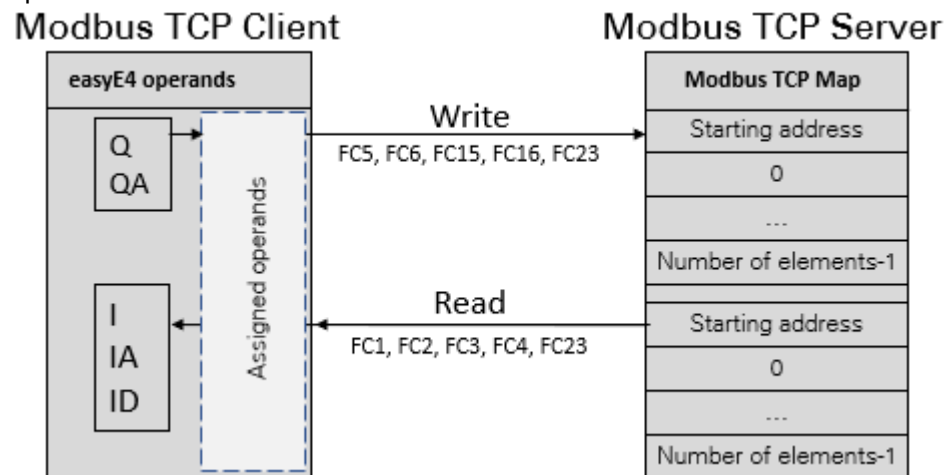 Modbus TCP Client
Modbus TCP Server
easyE4 operands
Q
QA
I
IA
ID
Assigned operands
Write
FC5, FC6, FC15, FC16, FC23
Read
FC1, FC2, FC3, FC4, FC23
Modbus TCP Map
Starting address
0
...
Number of elements-1
Starting address
0
...
Number of elements-1